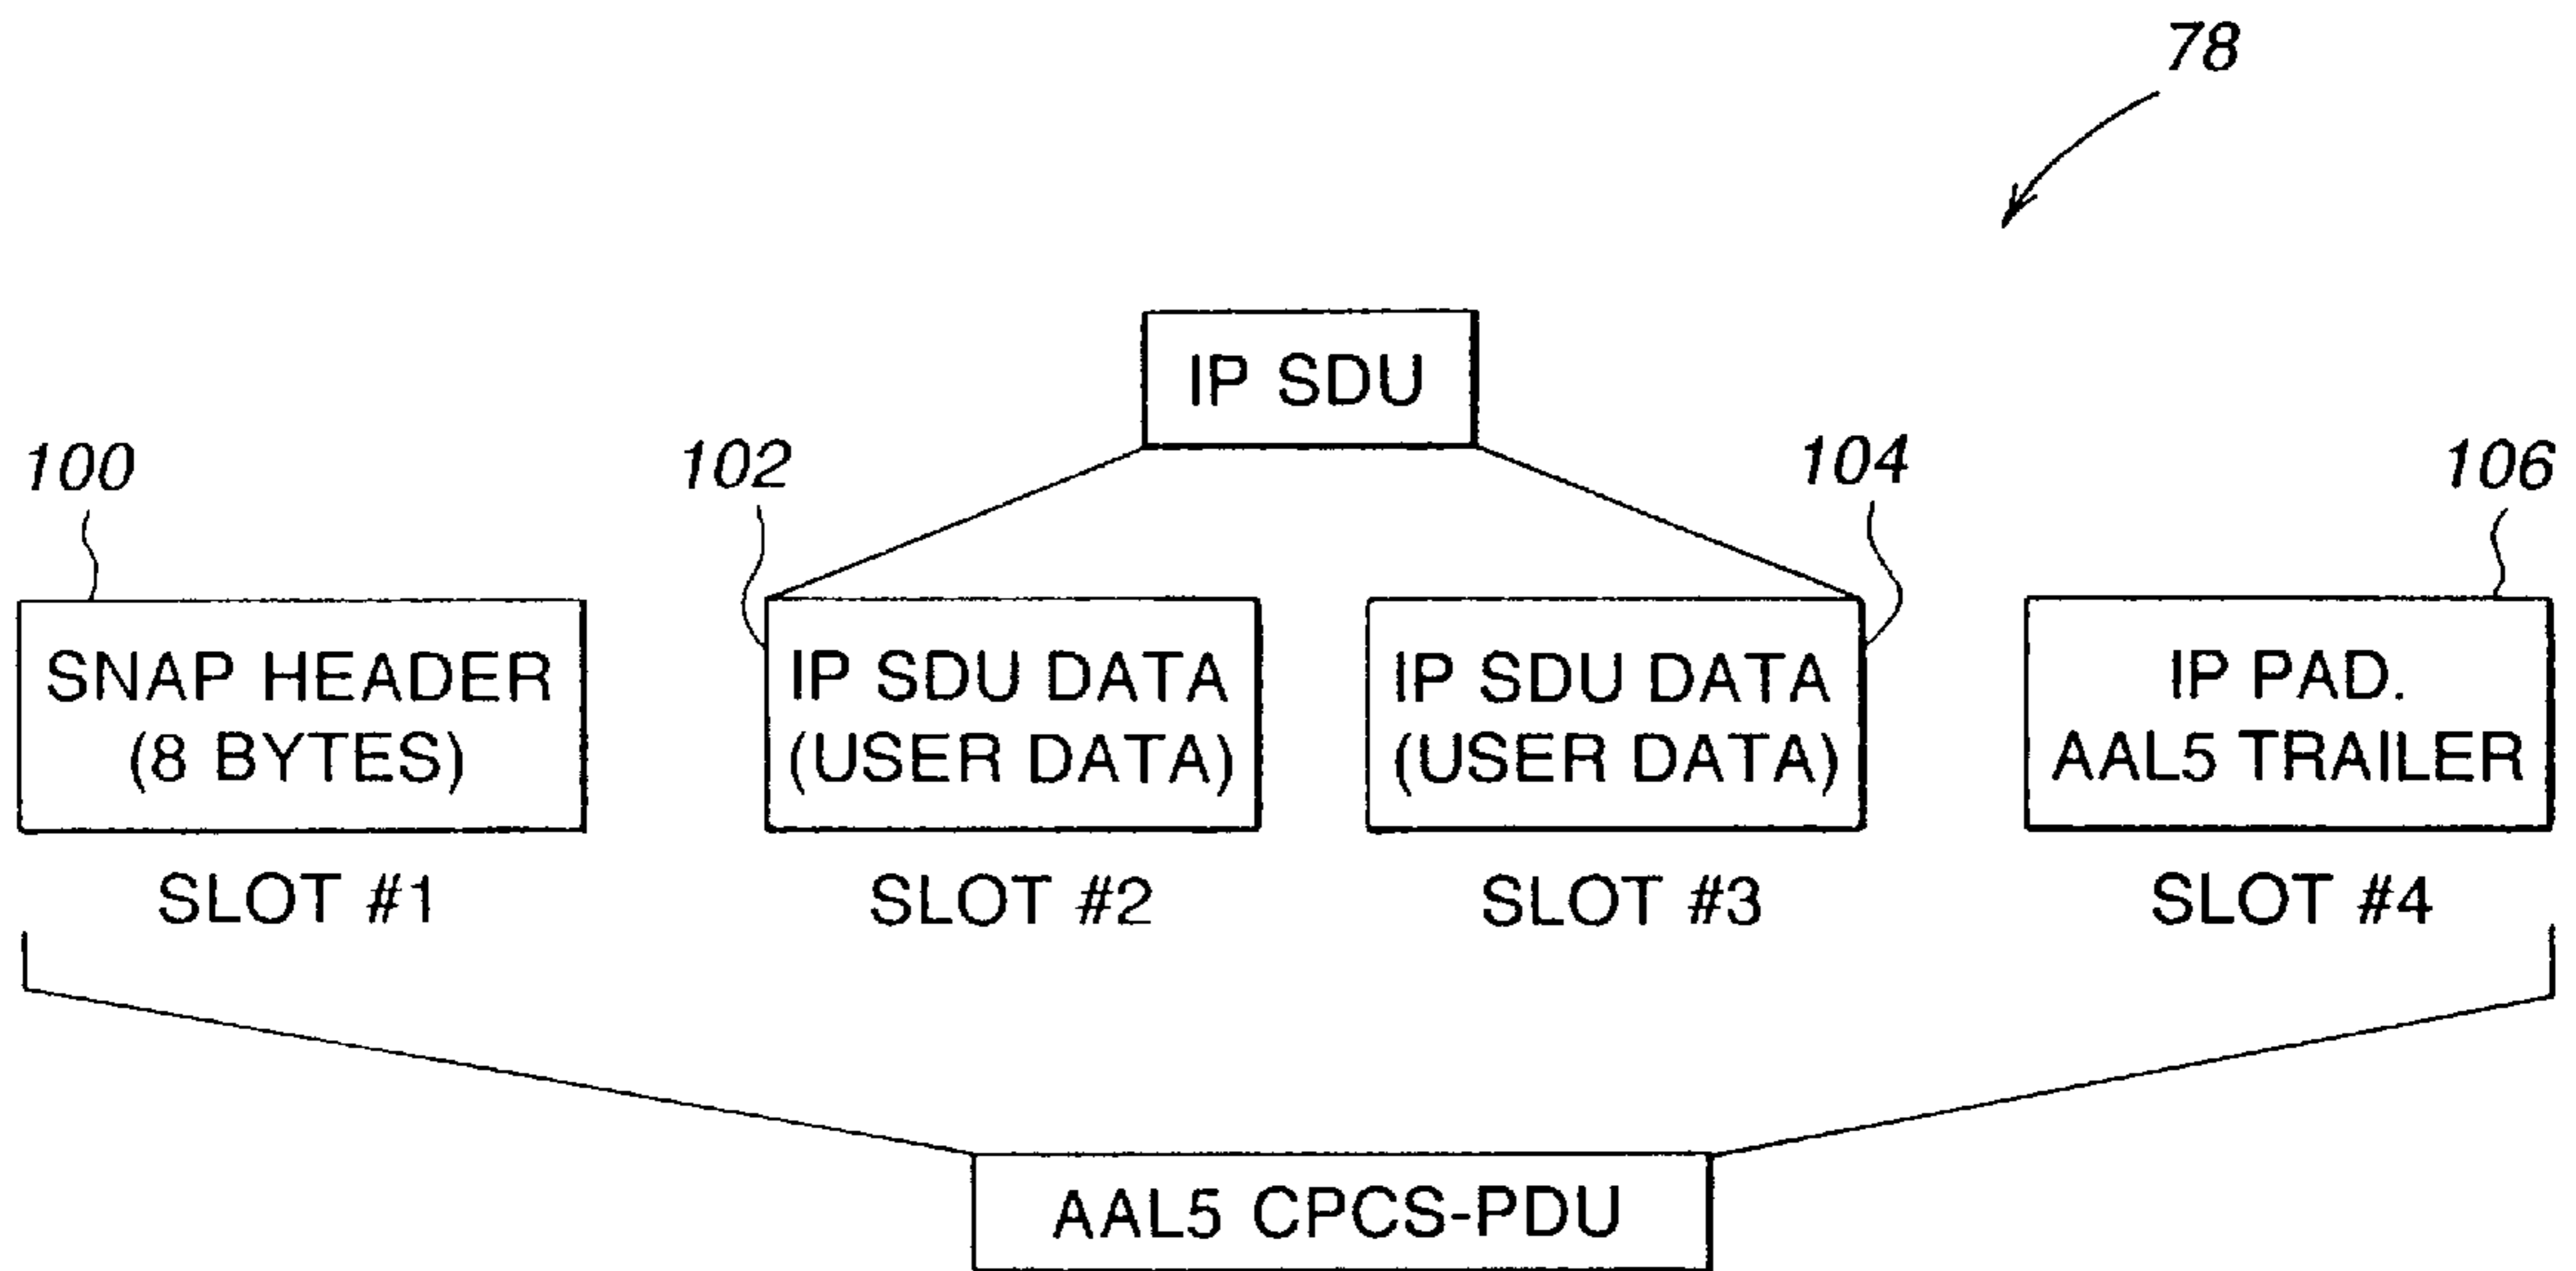 78
IP SDU
100
102
104
106
SNAP HEADER
(8 BYTES)
IP SDU DATA
(USER DATA)
IP SDU DATA
(USER DATA)
IP PAD.
AAL5 TRAILER
SLOT #1
SLOT #2
SLOT #3
SLOT #4
AAL5 CPCS-PDU